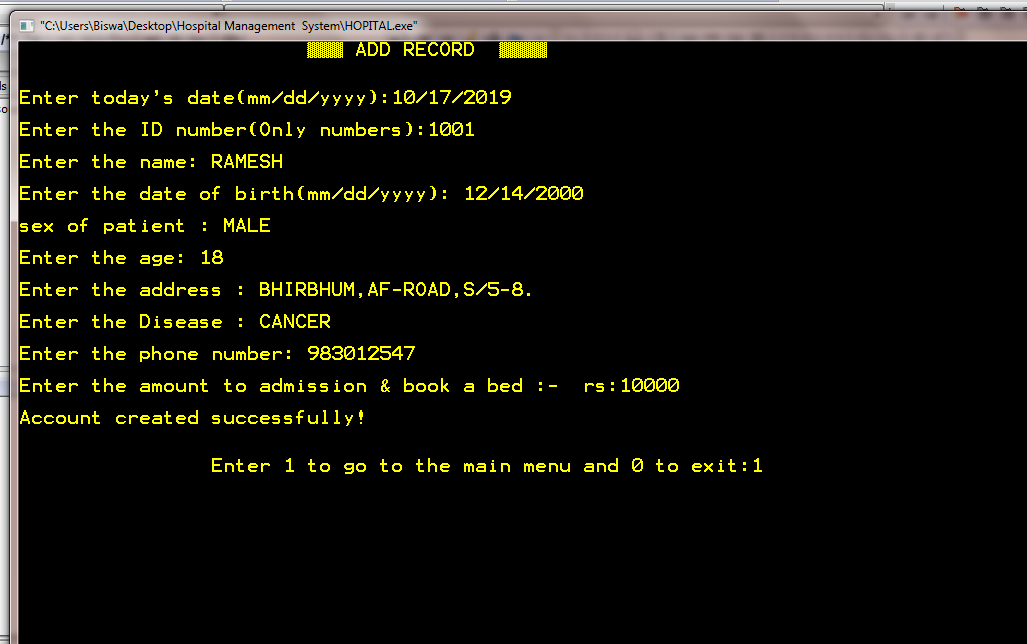 "C:\Users\Biswa\Desktop\Hospital Management  System\HOPITAL.exe"
ADD RECORD
Enter today's date(mm/dd/yyyy):10/17/2019
Enter the ID number(Only numbers):1001
Enter the name: RAMESH
Enter the date of birth(mm/dd/yyyy): 12/14/2000
sex of patient : MALE
Enter the age: 18
Enter the address : BHIRBHUM,AF-ROAD,S/5-8.
Enter the Disease : CANCER
Enter the phone number: 983012547
Enter the amount to admission & book a bed :-  rs:10000
Account created successfully!
Enter 1 to go to the main menu and 0 to exit:1